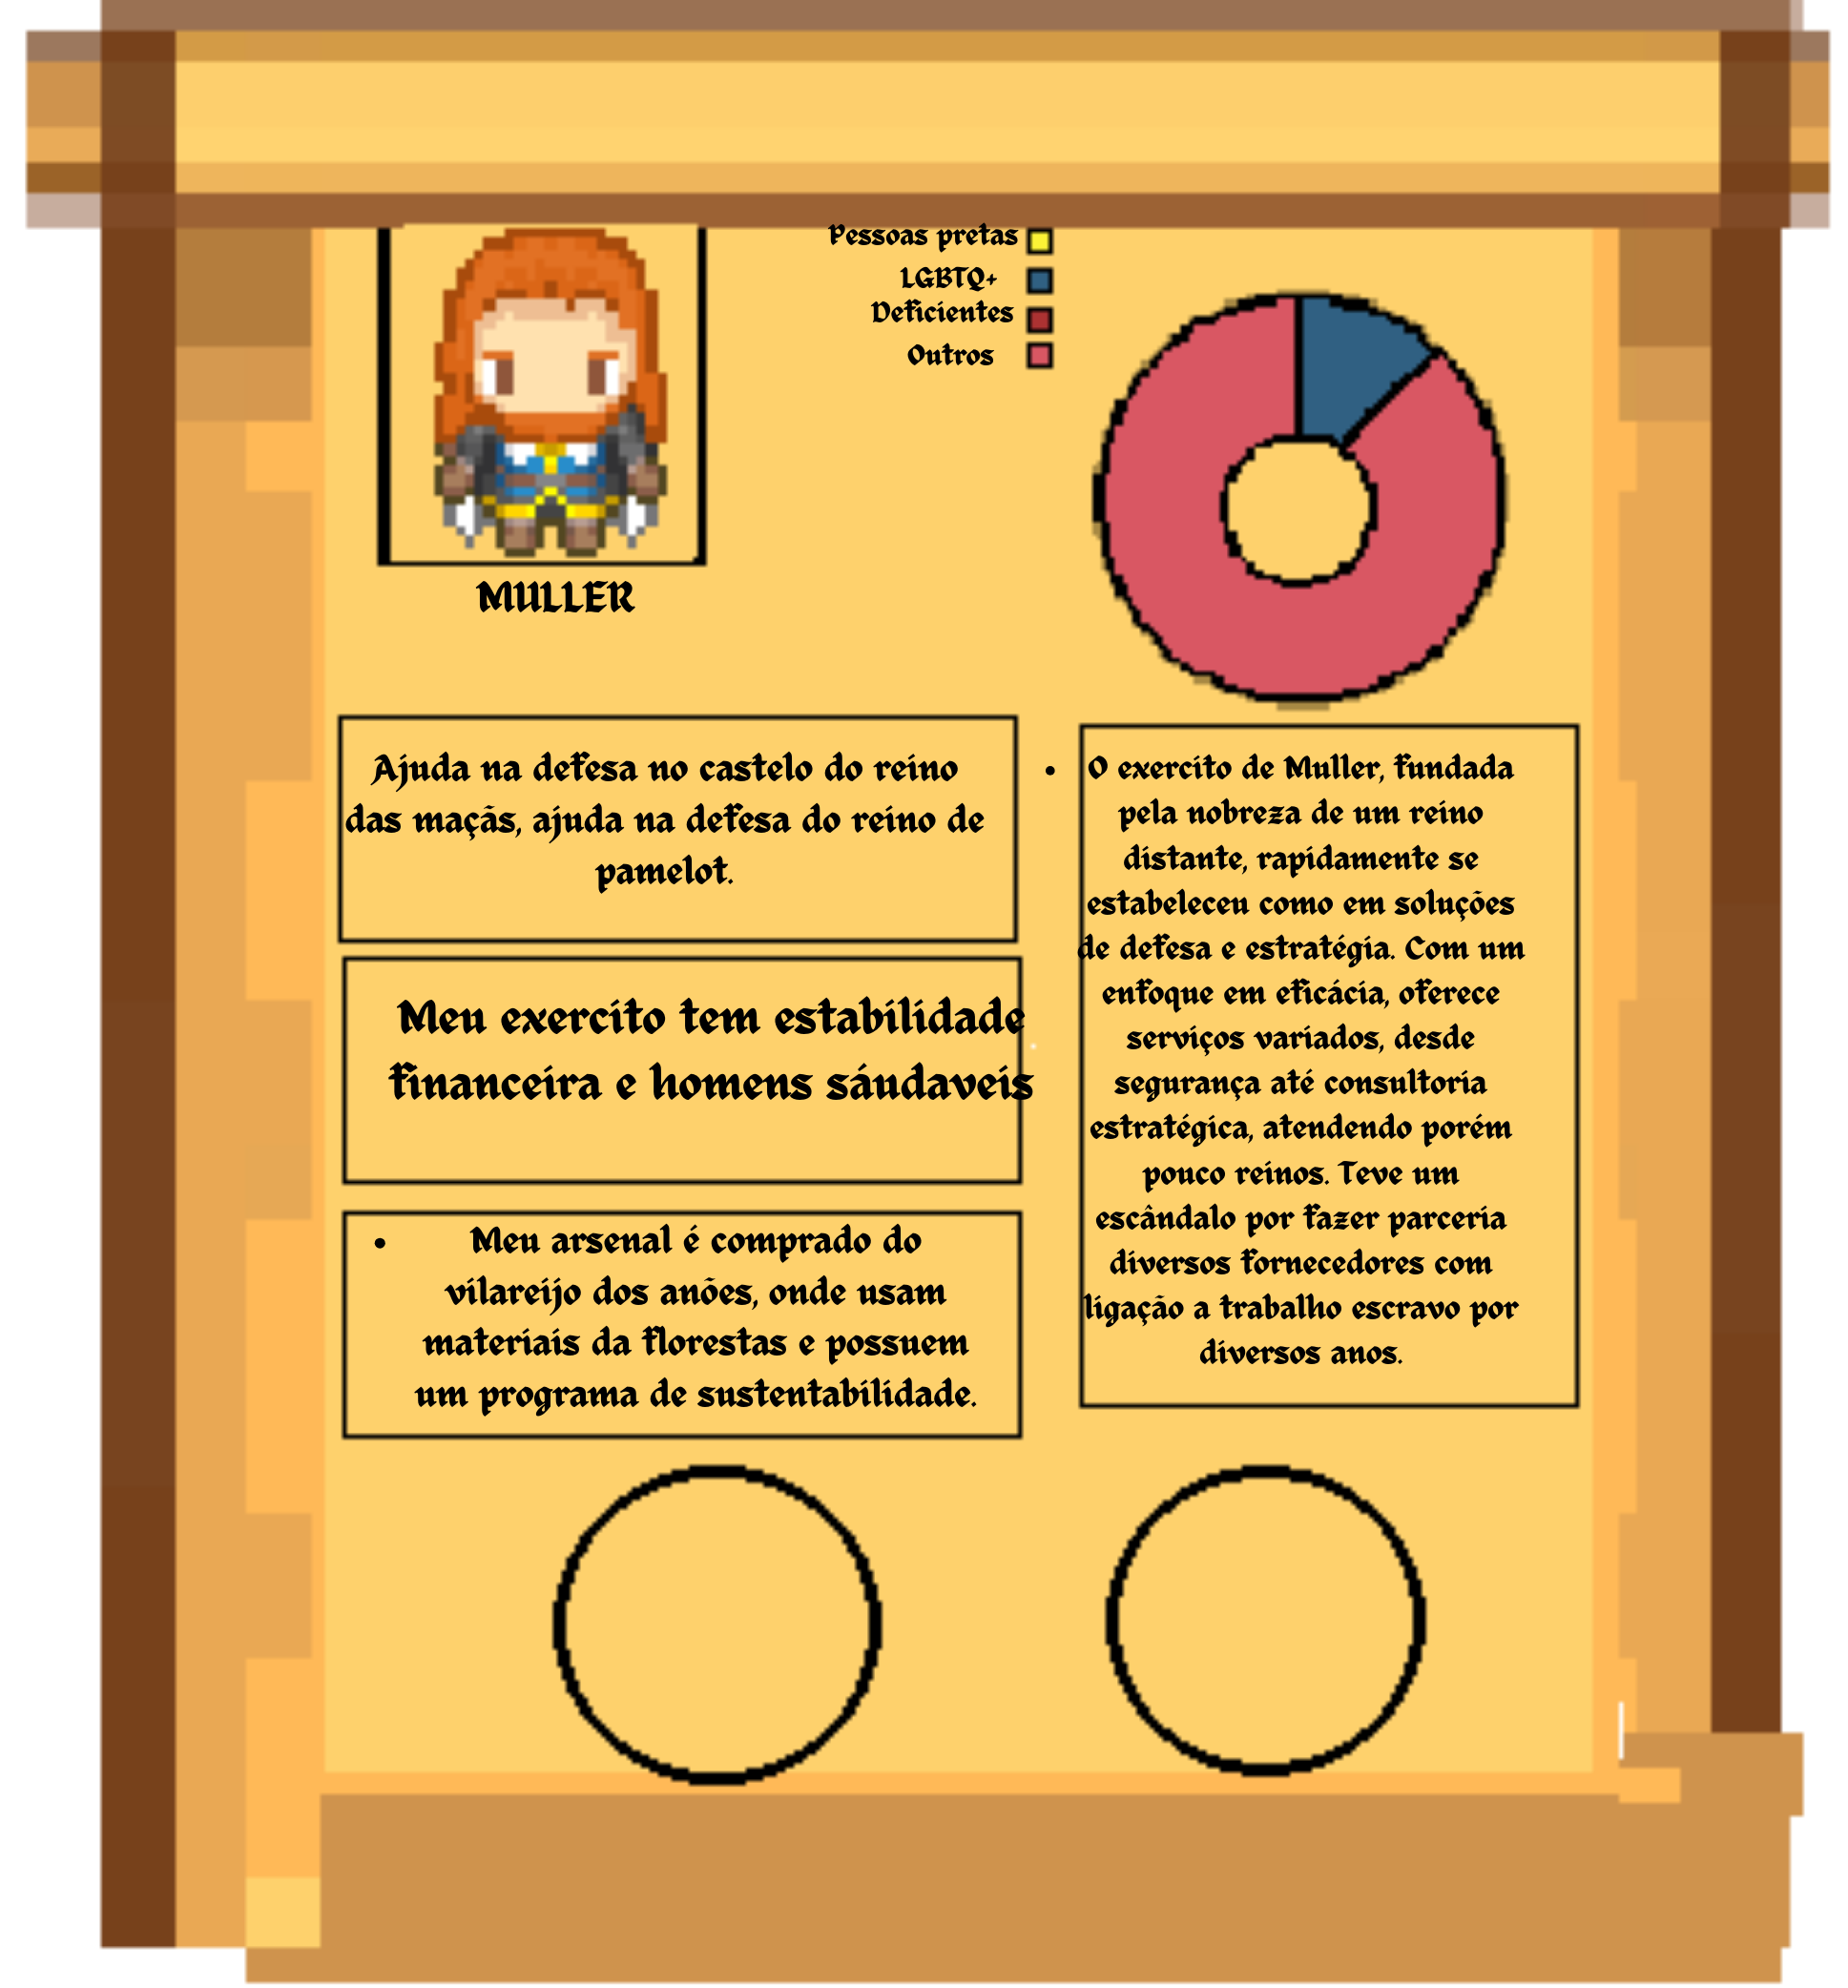 Pessoas pretas
LGBTQ+
Deficientes
Outros
MULLER
Ajuda na defesa no castelo do reino
das maçãs, ajuda na defesa do reino de
pamelot.
Meu exercito tem estabilidade
financeira e homens sáudaveis
• Meu arsenal é comprado do
vilareijo dos anões, onde usam
materiais da florestas e possuem
um programa de sustentabilidade.
• O exercito de Muller, fundada
pela nobreza de um reino
distante, rapidamente se
estabeleceu como em soluções
de defesa e estratégia. Com um
enfoque em eficácia, oferece
serviços variados, desde
segurança até consultoria
estratégica, atendendo porém
pouco reinos. Teve um
escândalo por fazer parceria
diversos fornecedores com
ligação a trabalho escravo por
diversos anos.